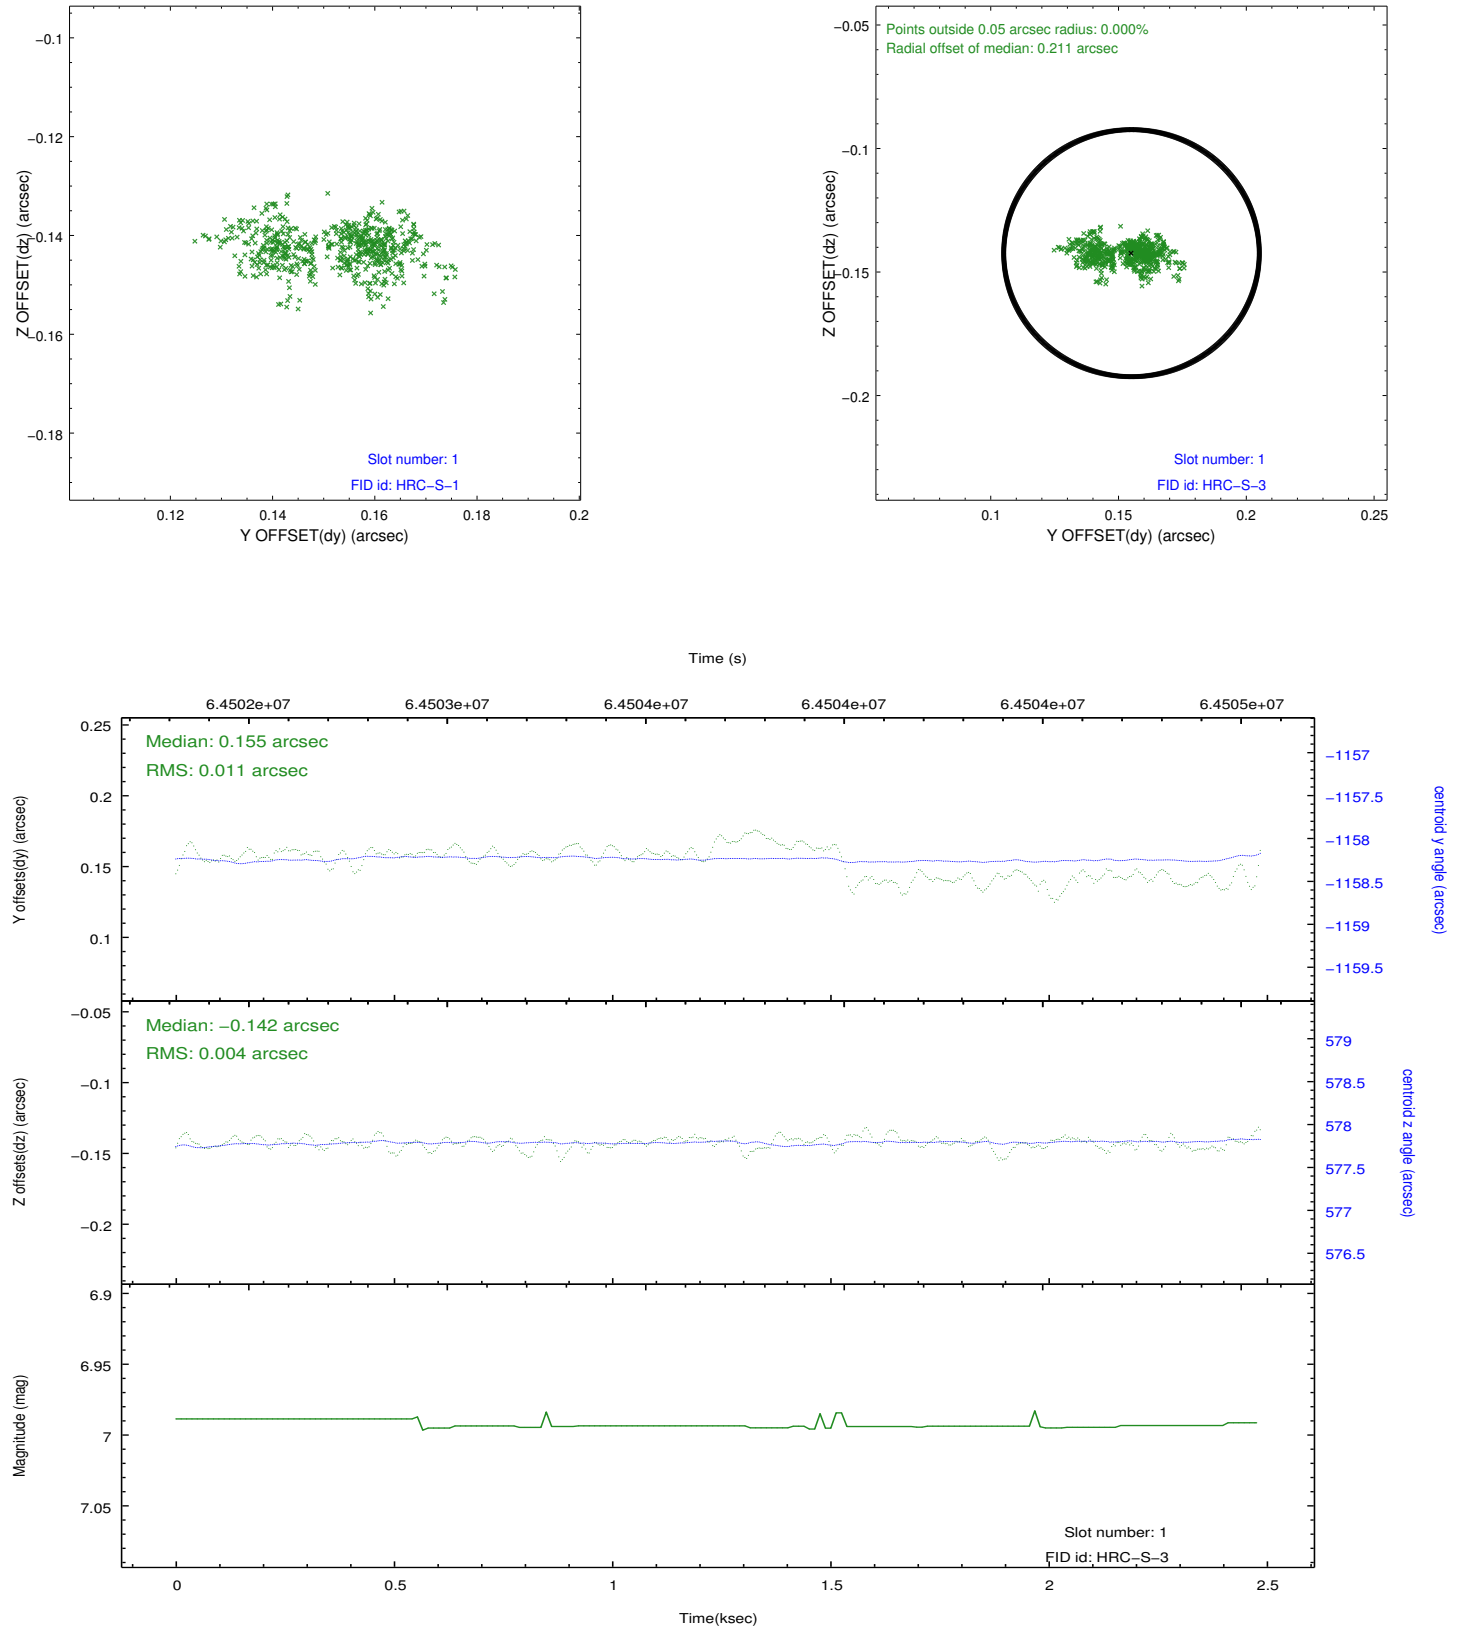 −0.1
−0.12
−0.14
−0.16
−0.18
Z OFFSET(dz) (arcsec)
Slot number: 1
FID id: HRC−S−1
0.12 0.14 0.16 0.18 0.2
Y OFFSET(dy) (arcsec)
Points outside 0.05 arcsec radius: 0.000%
Radial offset of median: 0.211 arcsec
−0.05
−0.1
−0.15
−0.2
Z OFFSET(dz) (arcsec)
Slot number: 1
FID id: HRC−S−3
0.1 0.15 0.2 0.25
Y OFFSET(dy) (arcsec)
Time (s)
6.4502e+07 6.4503e+07 6.4504e+07 6.4504e+07 6.4504e+07 6.4505e+07
Median: 0.155 arcsec
RMS: 0.011 arcsec
0.25
0.2
0.15
0.1
Y offsets(dy) (arcsec)
−1157
−1157.5
−1158
−1158.5
−1159
−1159.5
centroid y angle (arcsec)
Median: −0.142 arcsec
RMS: 0.004 arcsec
−0.05
−0.1
−0.15
−0.2
Z offsets(dz) (arcsec)
579
578.5
578
577.5
577
576.5
centroid z angle (arcsec)
6.9
6.95
7
7.05
Magnitude (mag)
Slot number: 1
FID id: HRC−S−3
0 0.5 1 1.5 2 2.5
Time(ksec)